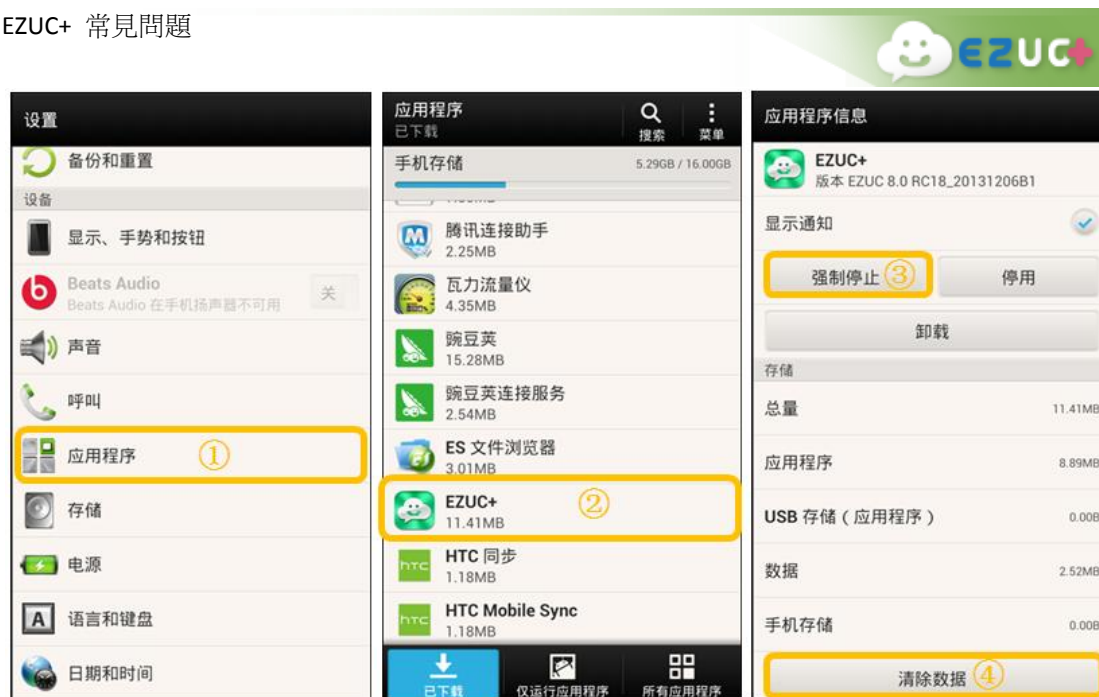 EZUC+ 常見問題
EZUC+
设置
备份和重置
设备
显示、手势和按钮
Beats Audio
Beats Audio 在手机扬声器不可用
关
声音
呼叫
应用程序 ①
存储
电源
A 语言和键盘
日期和时间
应用程序
已下载
搜索
菜单
手机存储 5.29GB / 16.00GB
腾讯连接助手
2.25MB
瓦力流量仪
4.35MB
豌豆荚
15.28MB
豌豆荚连接服务
2.54MB
ES 文件浏览器
3.01MB
EZUC+ ②
11.41MB
hTC HTC 同步
1.18MB
hTC HTC Mobile Sync
1.18MB
已下载 仅运行应用程序 所有应用程序
应用程序信息
EZUC+
版本 EZUC 8.0 RC18_20131206B1
显示通知
强制停止 ③ 停用
卸载
存储
总量 11.41MB
应用程序 8.89MB
USB 存储（应用程序） 0.00B
数据 2.52MB
手机存储 0.00B
清除数据 ④